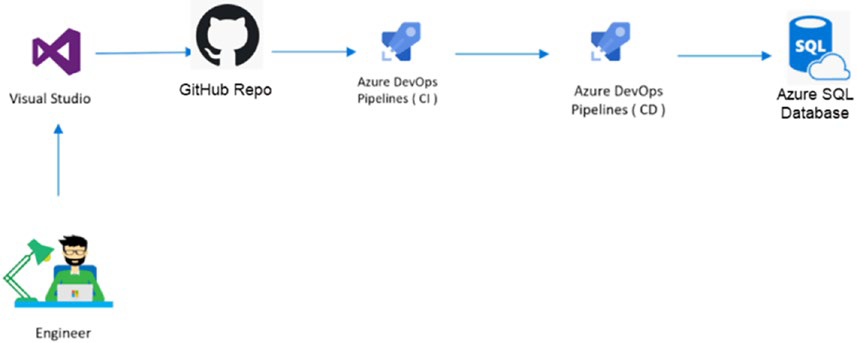 Visual Studio
GitHub Repo
Azure DevOps
Pipelines ( CI )
Azure DevOps
Pipelines ( CD )
SQL
Azure SQL
Database
Engineer